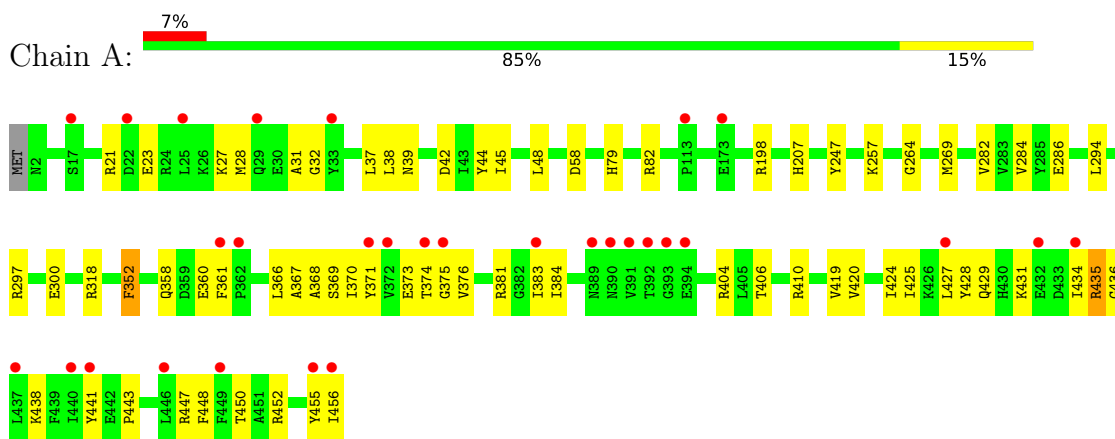 7%
Chain A:
85% 15%
MET N2 S17 R21 D22 E23 R24 L25 K26 K27 M28 Q29 E30 A31 G32 Y33 L37 L38 N39 D42 I43 Y44 I45 L48 D58 H79 R82 P113 E173 R198 H207 Y247 K257 G264 M269 V282 V283 V284 Y285 E286 L294
R297 E300 R318 F352 Q358 D359 E360 F361 P362 L366 A367 A368 S369 I370 Y371 V372 E373 T374 G375 V376 R381 G382 I383 I384 N389 N390 V391 T392 G393 E394 R404 L405 T406 R410 V419 V420 I424 I425 K426 L427 Y428 Q429 H430 K431 E432 D433 I434 R435
L437 K438 F439 I440 Y441 E442 P443 L446 R447 F448 F449 T450 A451 R452 Y455 I456